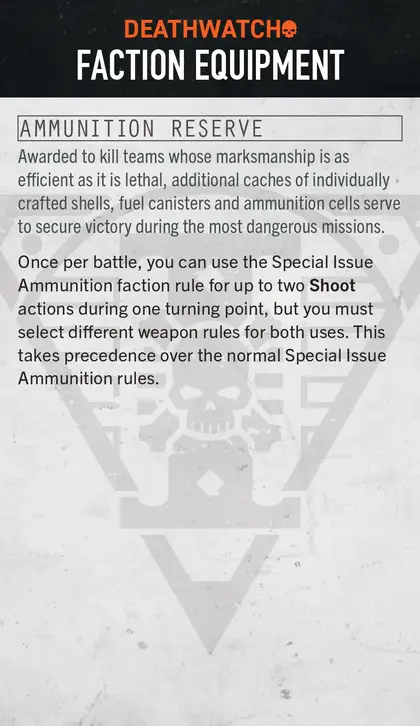 DEATHWATCH
FACTION EQUIPMENT
AMMUNITION RESERVE
Awarded to kill teams whose marksmanship is as
efficient as it is lethal, additional caches of individually
crafted shells, fuel canisters and ammunition cells serve
to secure victory during the most dangerous missions.
Once per battle, you can use the Special Issue
Ammunition faction rule for up to two Shoot
actions during one turning point, but you must
select different weapon rules for both uses. This
takes precedence over the normal Special Issue
Ammunition rules.